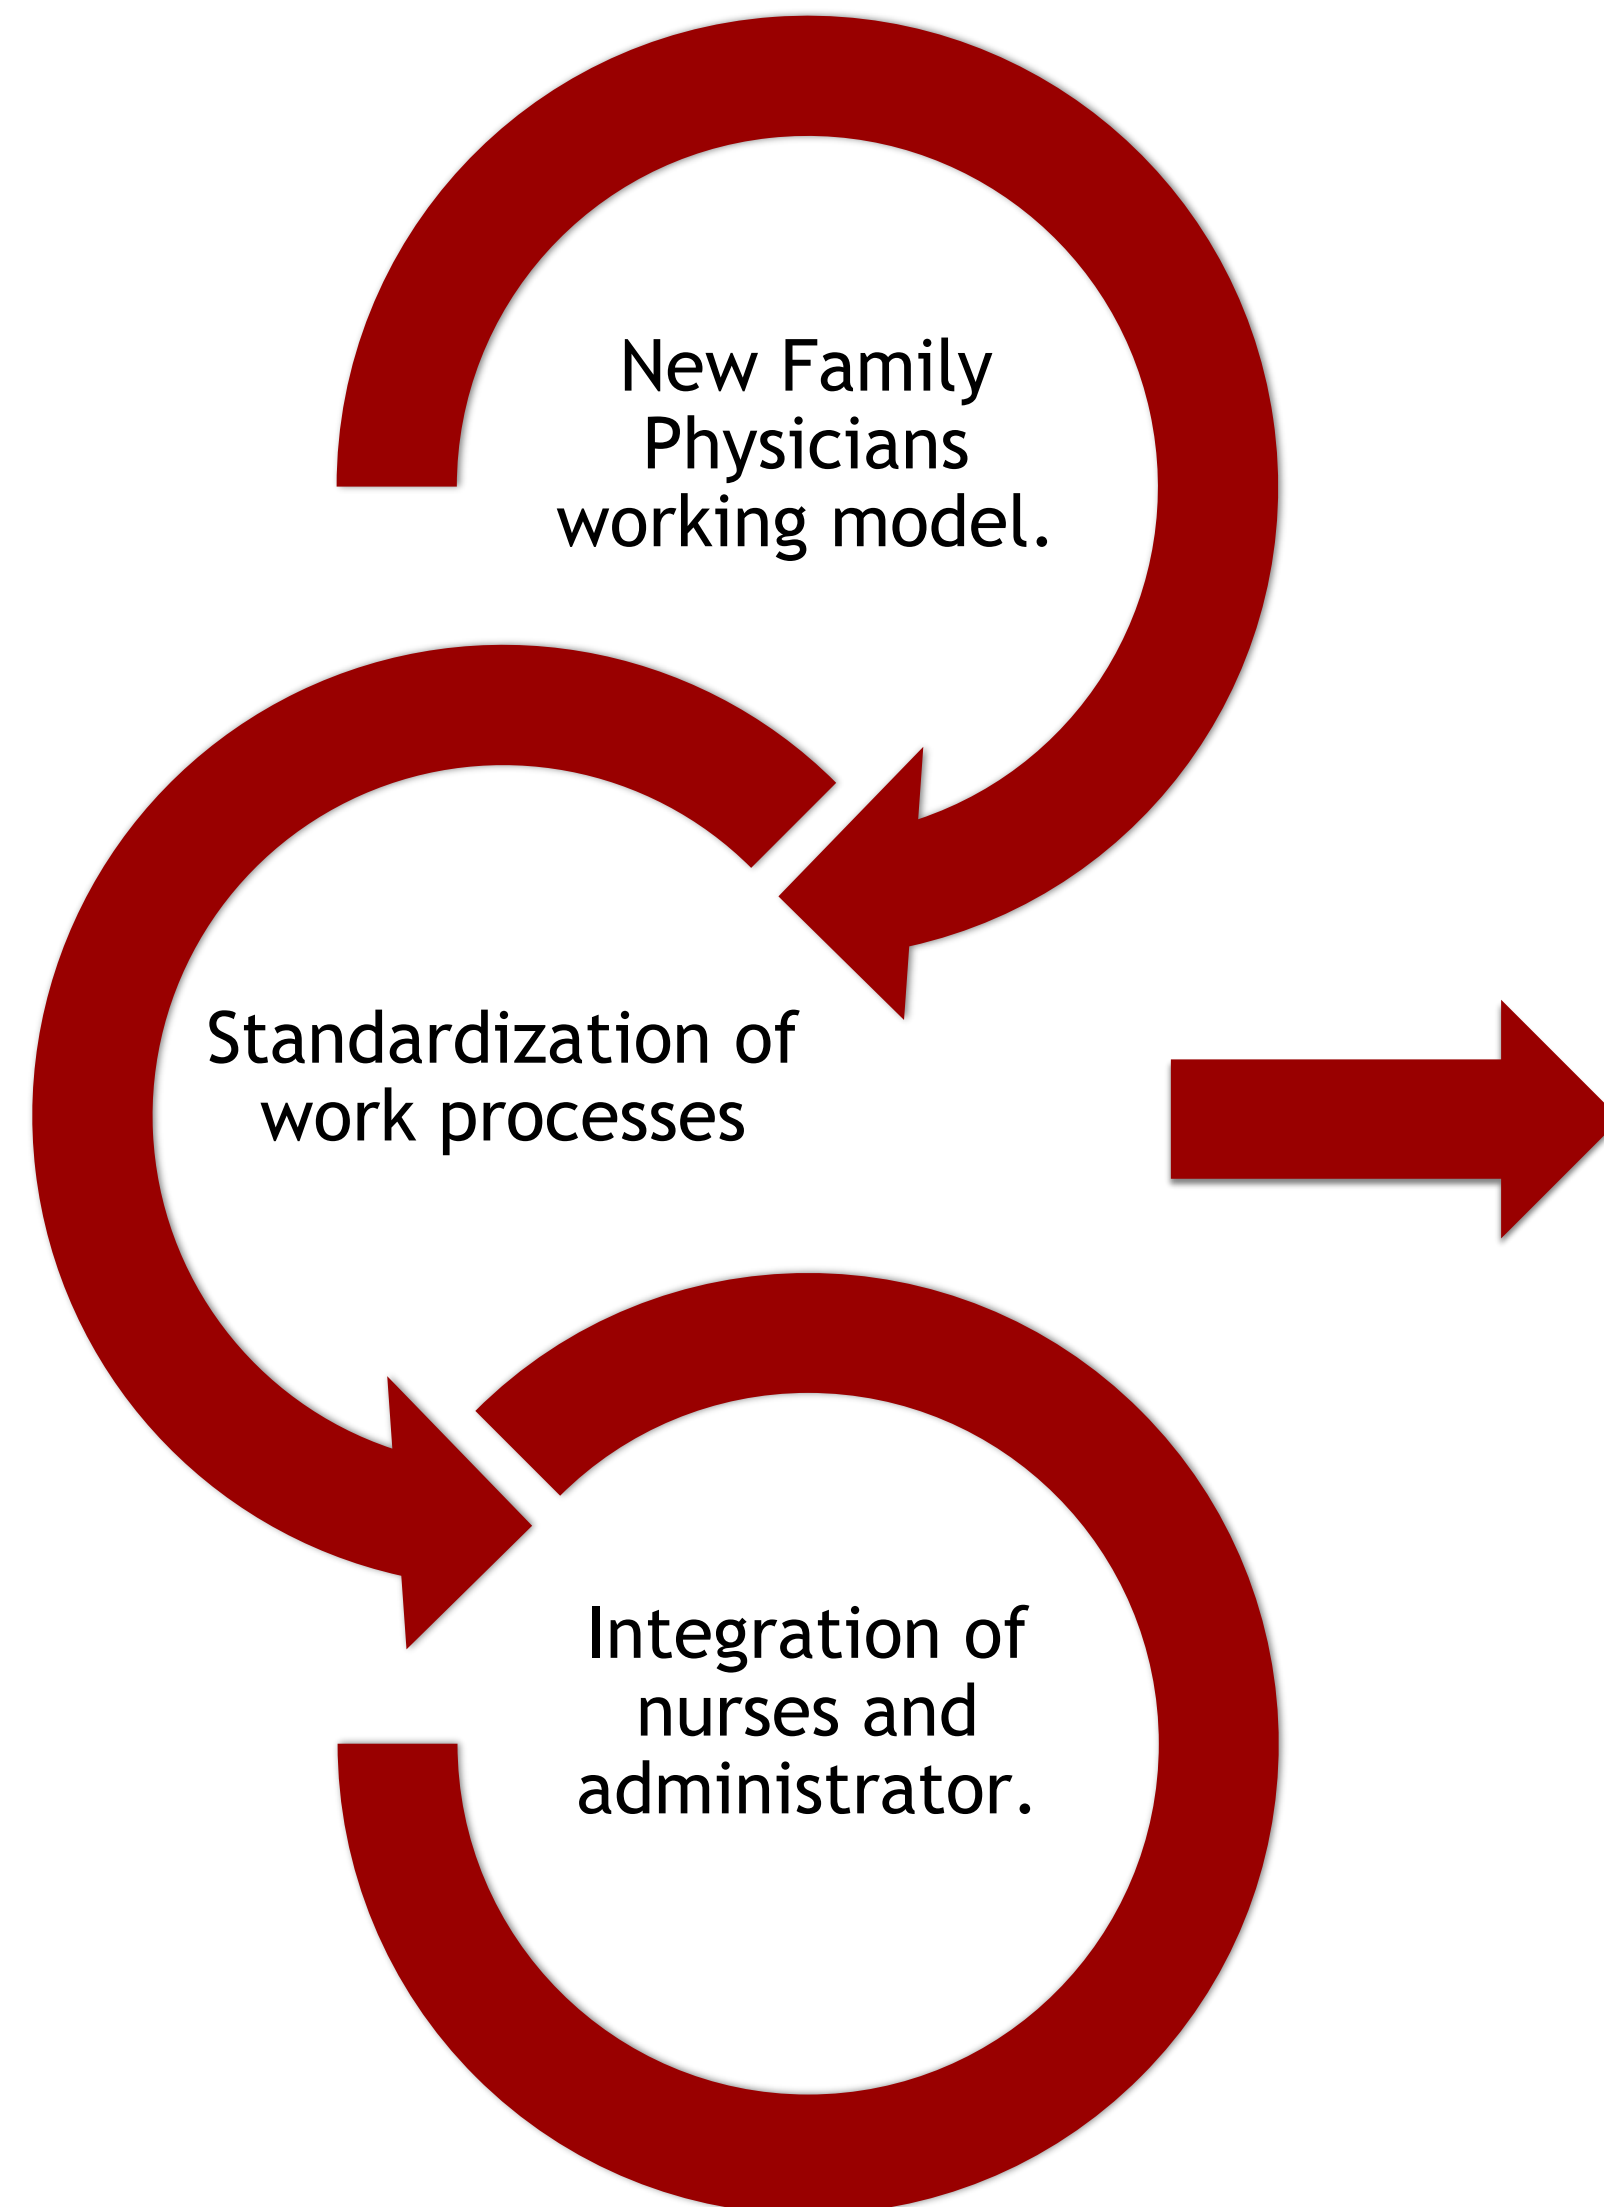 New Family
Physicians
working model.
Standardization of
work processes
Integration of
nurses and
administrator.